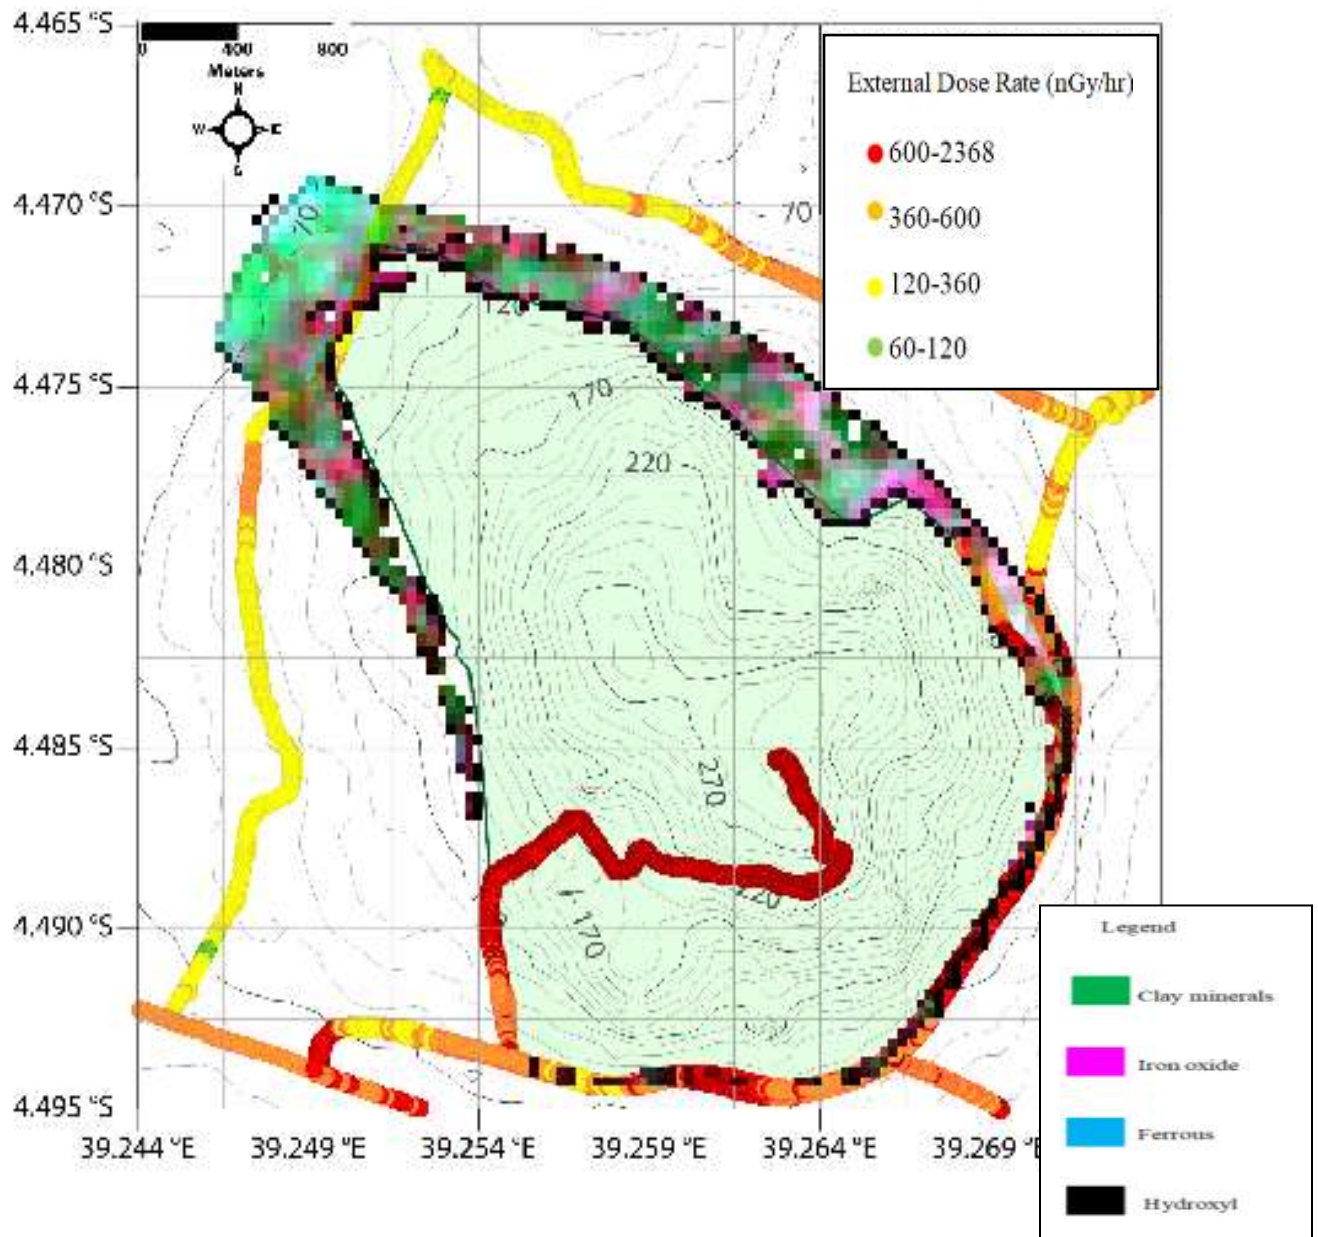 4.465 °S
0 400 800
Meters
N
W E
External Dose Rate (nGy/hr)
600-2368
360-600
120-360
60-120
4.470 °S
70
70
120
4.475 °S
170
220
4.480 °S
4.485 °S
270
220
170
4.490 °S
4.495 °S
39.244 °E 39.249 °E 39.254 °E 39.259 °E 39.264 °E 39.269 °E
Legend
Clay minerals
Iron oxide
Ferrous
Hydroxyl